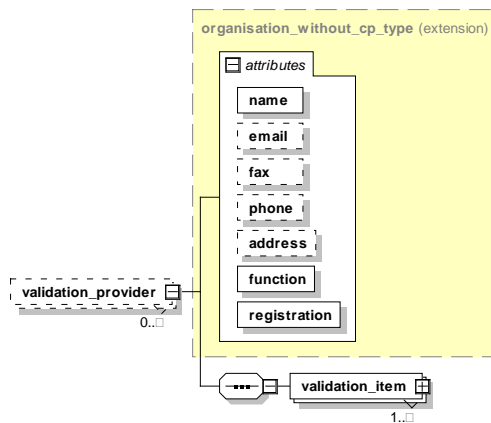 organisation_without_cp_type (extension)
attributes
name
email
fax
phone
address
function
registration
validation_provider
0..□
validation_item
1..□